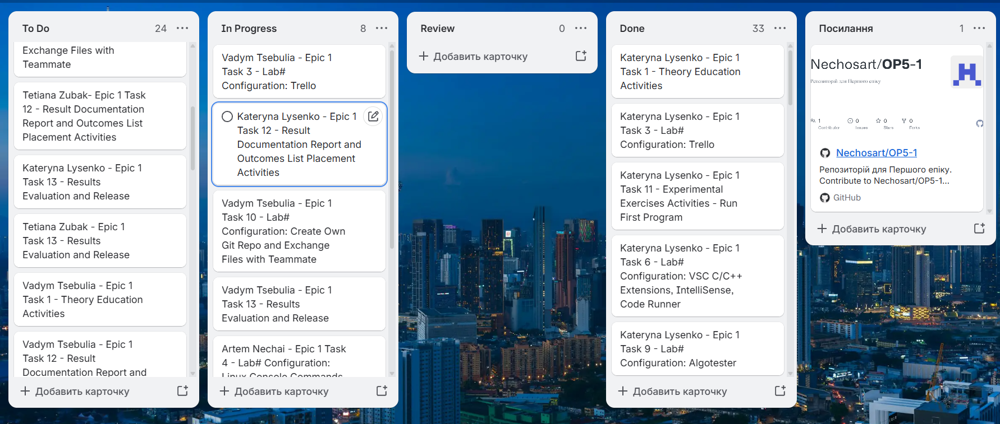 To Do
24
Exchange Files with
Teammate
Tetiana Zubak- Epic 1 Task
12 - Result Documentation
Report and Outcomes List
Placement Activities
Kateryna Lysenko - Epic 1
Task 13 - Results
Evaluation and Release
Tetiana Zubak - Epic 1
Task 13 - Results
Evaluation and Release
Vadym Tsebulia - Epic 1
Task 1 - Theory Education
Activities
Vadym Tsebulia - Epic 1
Task 12 - Result
Documentation Report and
Добавить карточку
In Progress
8
Vadym Tsebulia - Epic 1
Task 3 - Lab#
Configuration: Trello
Kateryna Lysenko - Epic 1
Task 12 - Result
Documentation Report and
Outcomes List Placement
Activities
Vadym Tsebulia - Epic 1
Task 10 - Lab#
Configuration: Create Own
Git Repo and Exchange
Files with Teammate
Vadym Tsebulia - Epic 1
Task 13 - Results
Evaluation and Release
Artem Nechai - Epic 1 Task
4 - Lab# Configuration:
Linux Console Commands
Добавить карточку
Review
0
Добавить карточку
Done
33
Kateryna Lysenko - Epic 1
Task 1 - Theory Education
Activities
Kateryna Lysenko - Epic 1
Task 3 - Lab#
Configuration: Trello
Kateryna Lysenko - Epic 1
Task 11 - Experimental
Exercises Activities - Run
First Program
Kateryna Lysenko - Epic 1
Task 6 - Lab#
Configuration: VSC C/C++
Extensions, IntelliSense,
Code Runner
Kateryna Lysenko - Epic 1
Task 9 - Lab#
Configuration: Algotester
Добавить карточку
Посилання
1
Nechosart/OP5-1
Репозиторій для Першого епіку
1 0 0 0
Contributor Issues Stars Forks
Nechosart/OP5-1
Репозиторій для Першого епіку.
Contribute to Nechosart/OP5-1...
GitHub
Добавить карточку